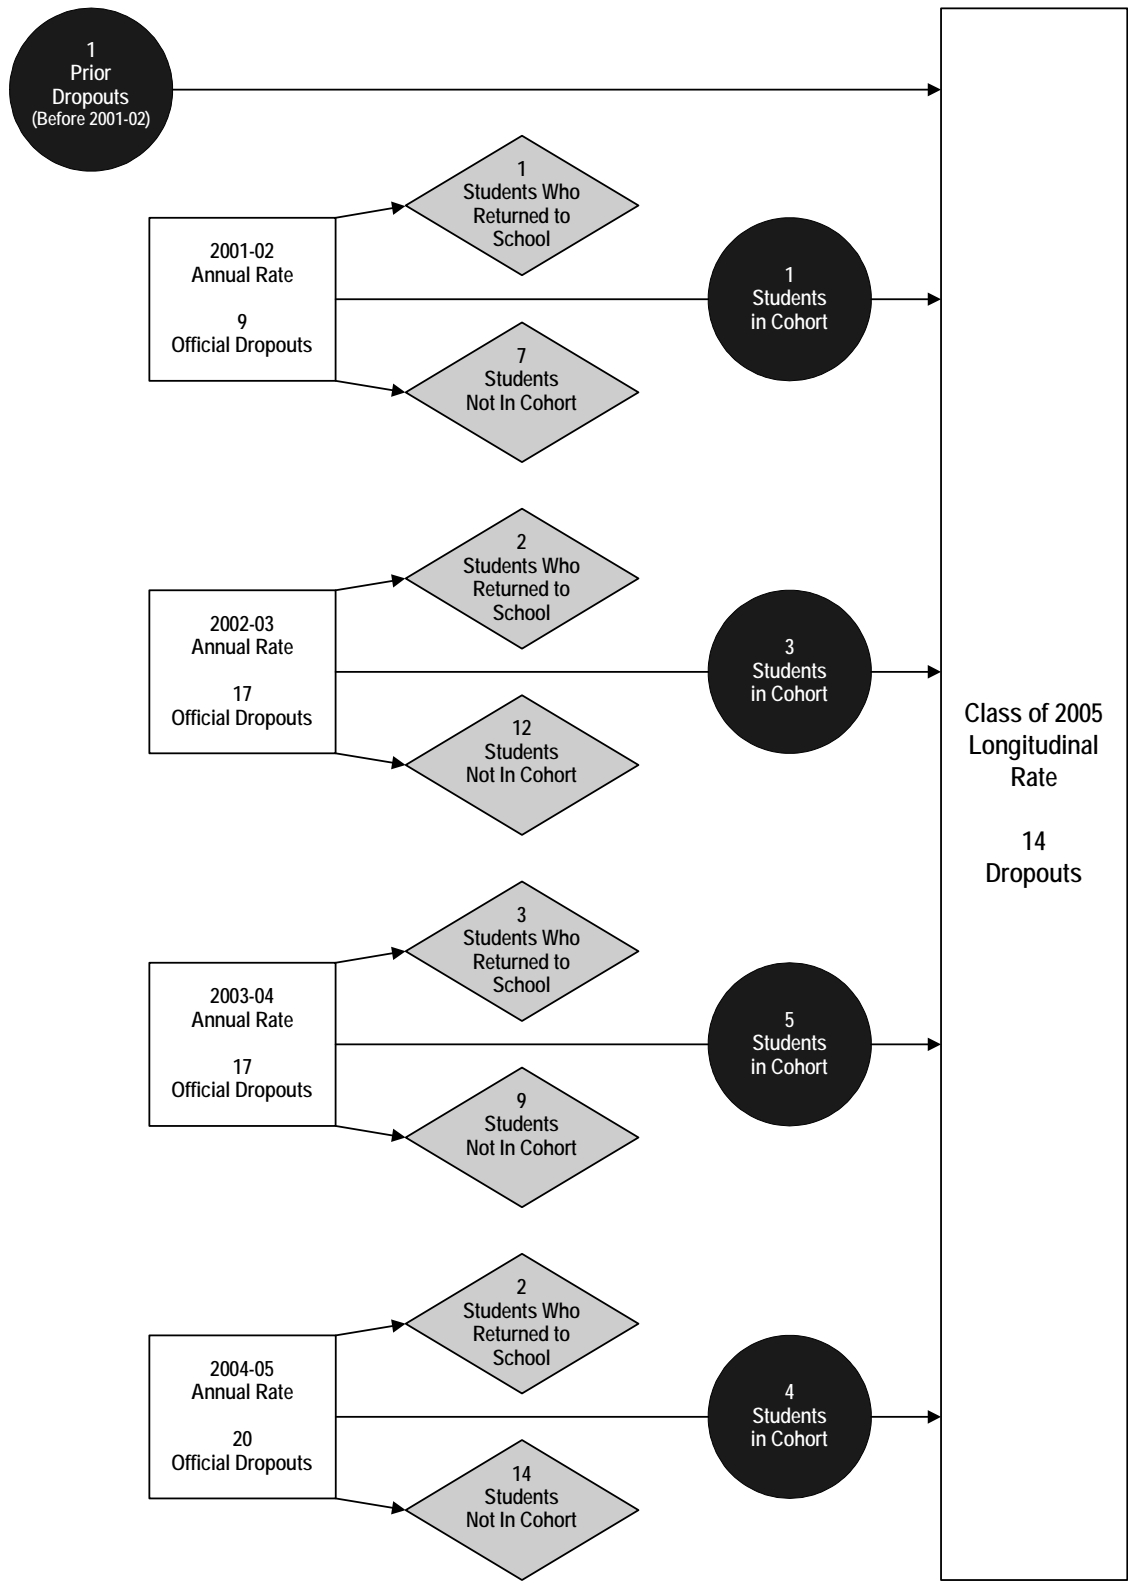 1
Prior
Dropouts
(Before 2001-02)
1
Students Who
Returned to
School
2001-02
Annual Rate
9
Official Dropouts
1
Students
in Cohort
7
Students
Not In Cohort
2
Students Who
Returned to
School
2002-03
Annual Rate
17
Official Dropouts
3
Students
in Cohort
12
Students
Not In Cohort
Class of 2005
Longitudinal
Rate
14
Dropouts
3
Students Who
Returned to
School
2003-04
Annual Rate
17
Official Dropouts
5
Students
in Cohort
9
Students
Not In Cohort
2
Students Who
Returned to
School
2004-05
Annual Rate
20
Official Dropouts
4
Students
in Cohort
14
Students
Not In Cohort